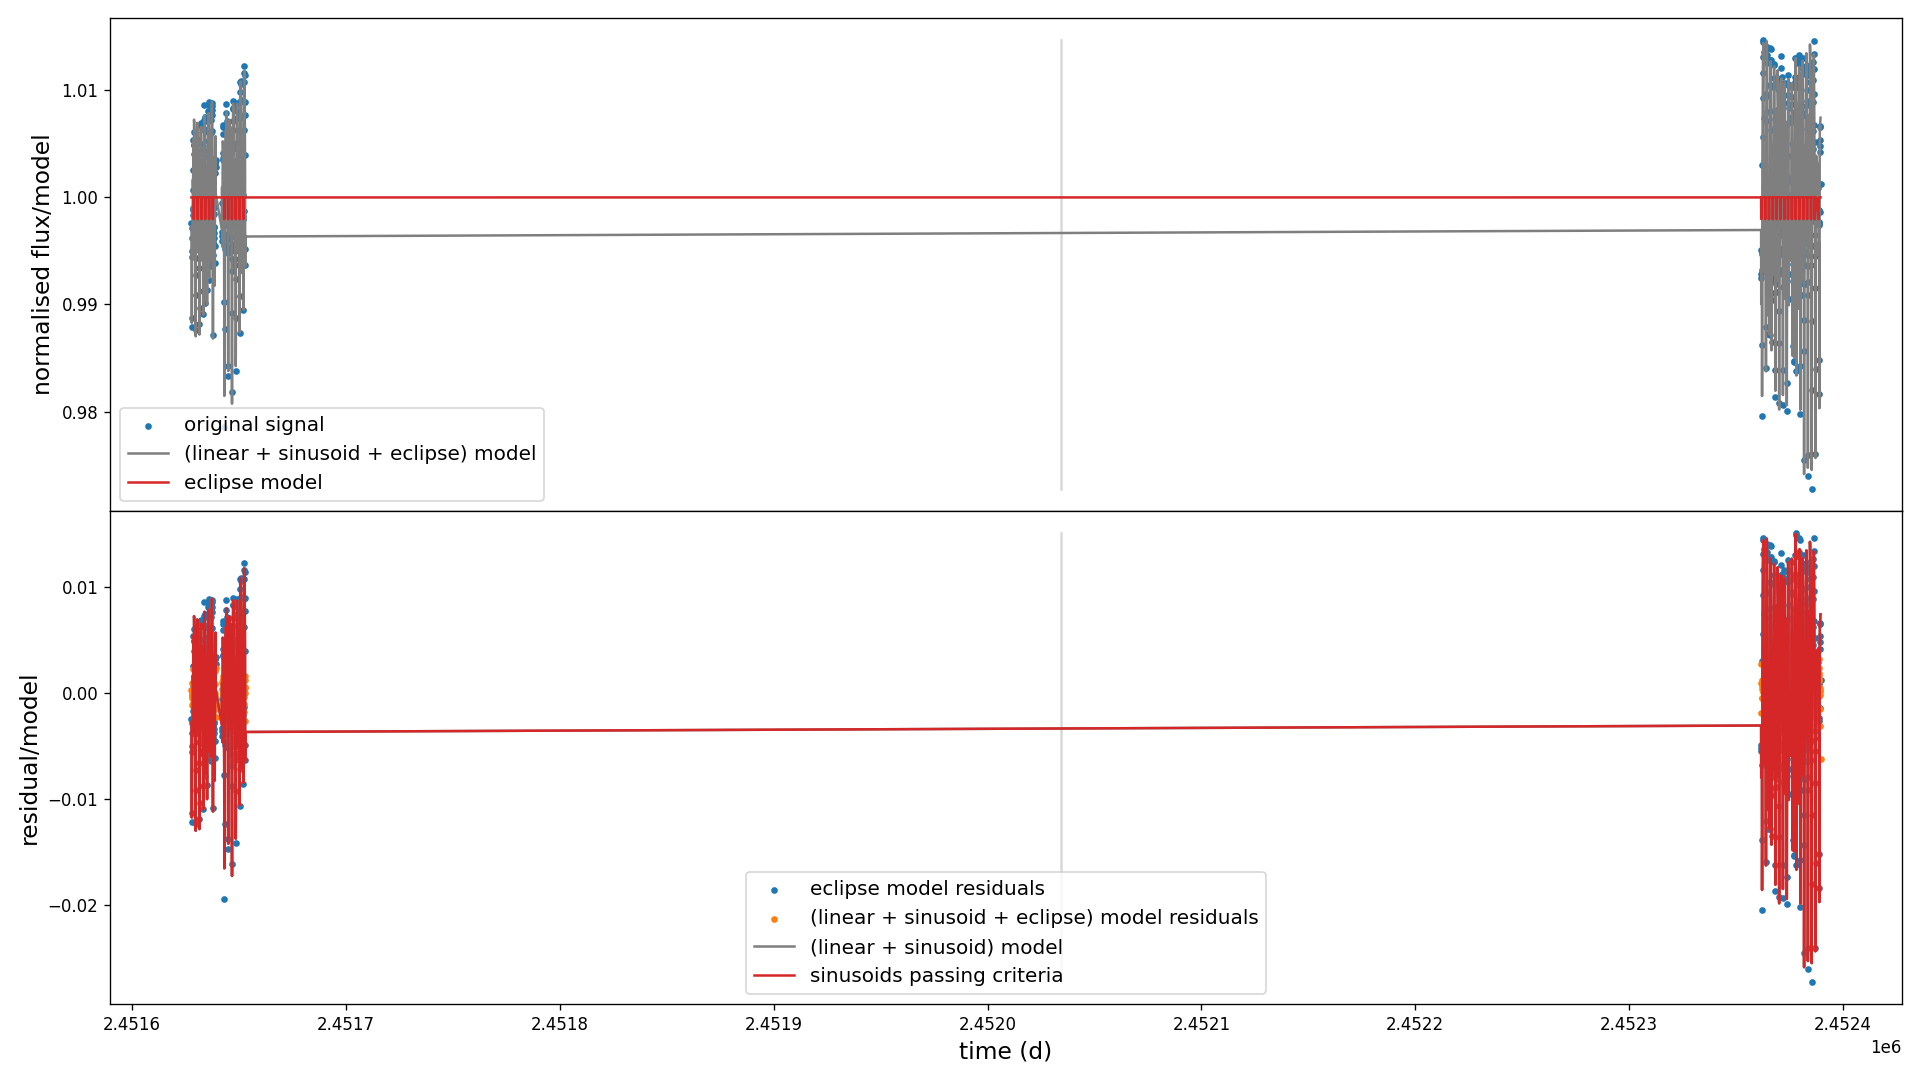 normalised flux/model
1.01
1.00
0.99
0.98
original signal
(linear + sinusoid + eclipse) model
eclipse model
residual/model
0.01
0.00
−0.01
−0.02
eclipse model residuals
(linear + sinusoid + eclipse) model residuals
(linear + sinusoid) model
sinusoids passing criteria
2.4516 2.4517 2.4518 2.4519 2.4520 2.4521 2.4522 2.4523 2.4524
1e6
time (d)